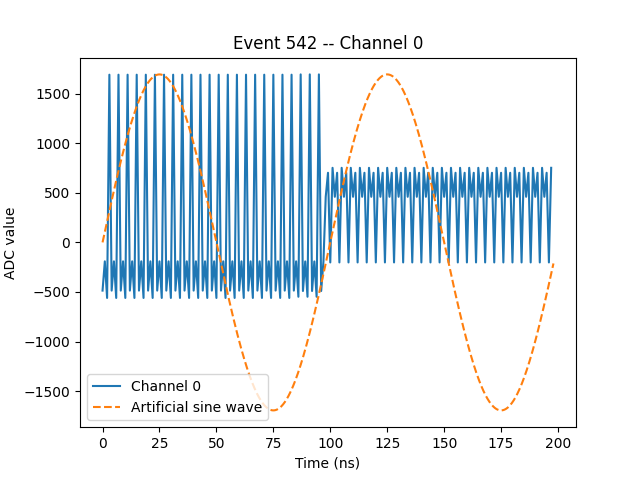 Event 542 -- Channel 0
ADC value
1500
1000
500
0
−500
−1000
−1500
Channel 0
Artificial sine wave
0 25 50 75 100 125 150 175 200
Time (ns)